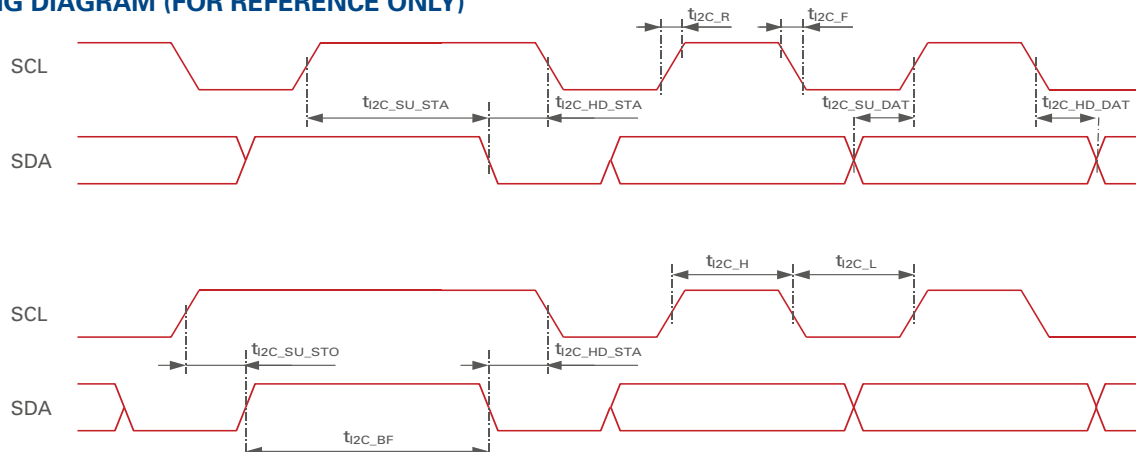 NG DIAGRAM (FOR REFERENCE ONLY)
tI2C_R
tI2C_F
SCL
tI2C_SU_STA
tI2C_HD_STA
tI2C_SU_DAT
tI2C_HD_DAT
SDA
tI2C_H
tI2C_L
SCL
tI2C_SU_STO
tI2C_HD_STA
SDA
tI2C_BF